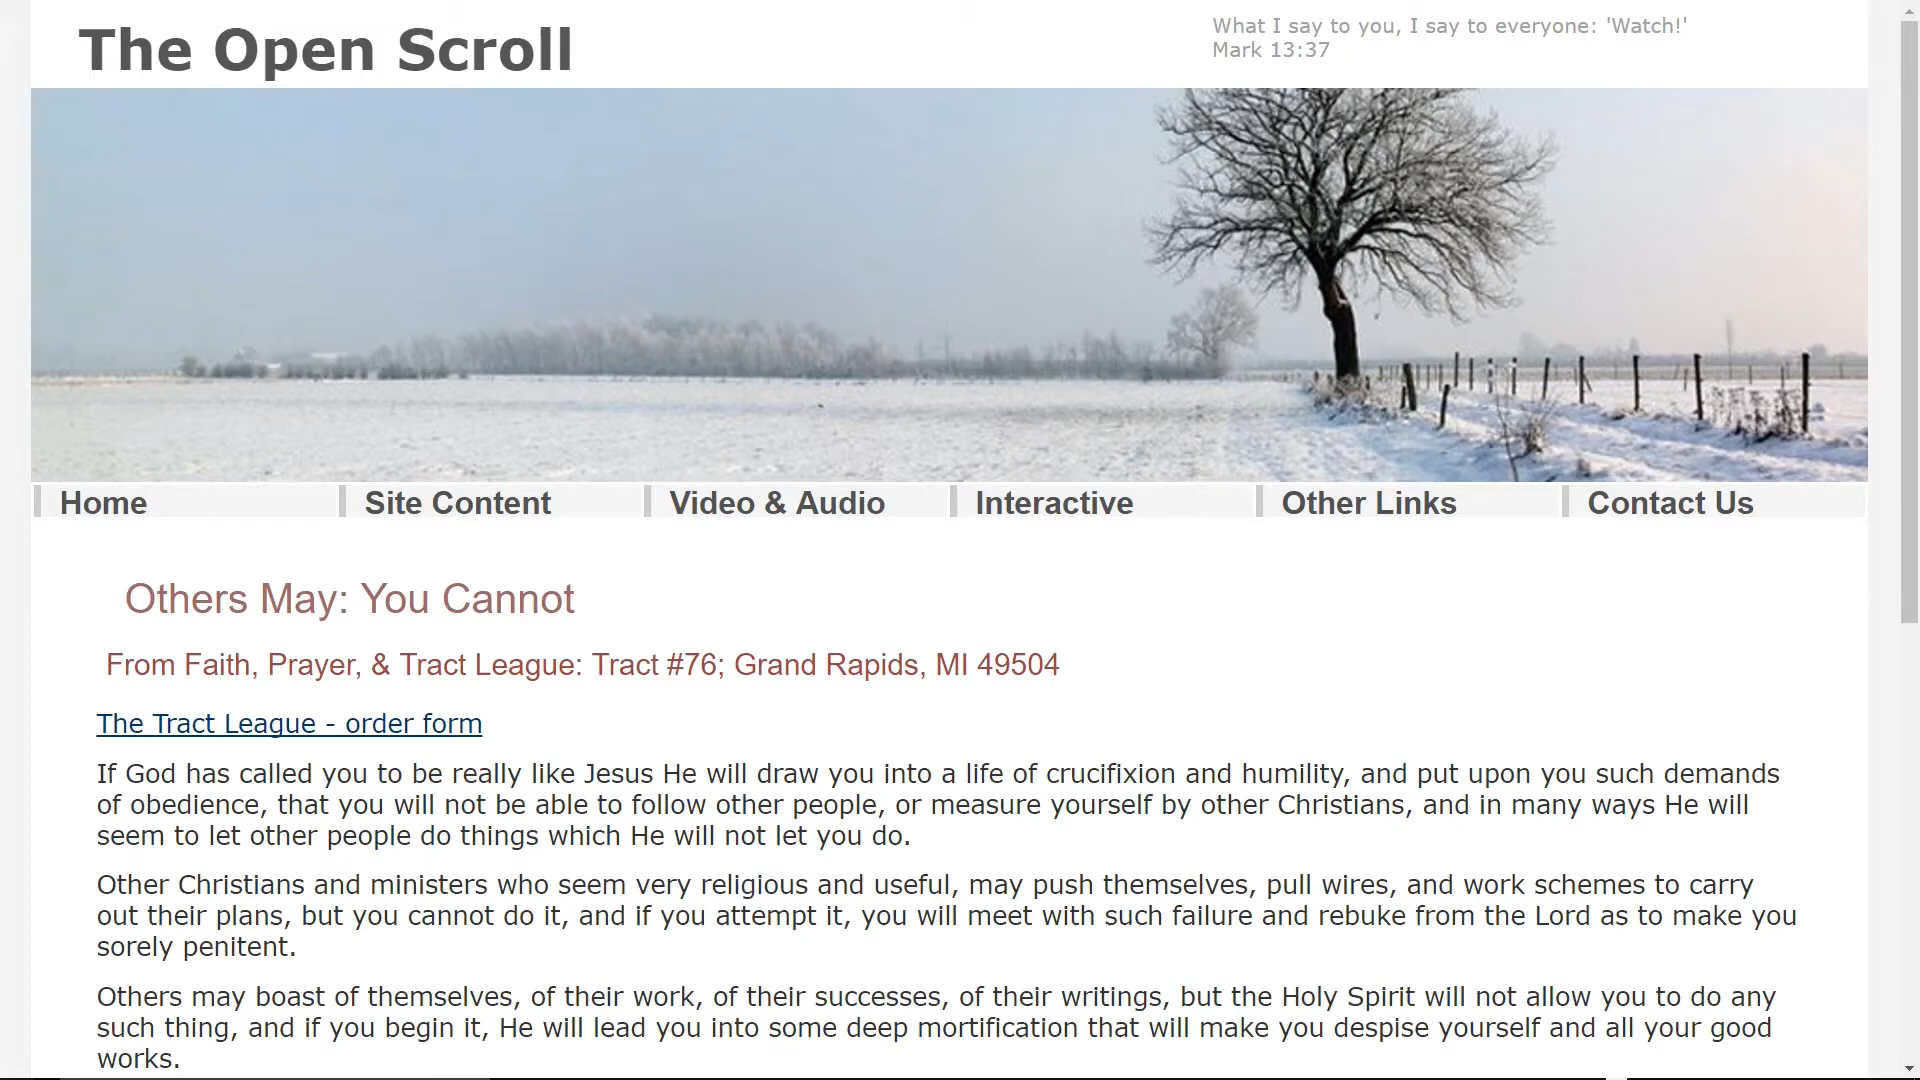 The Open Scroll
What I say to you, I say to everyone: 'Watch!'
Mark 13:37
Home
Site Content
Video & Audio
Interactive
Other Links
Contact Us
Others May: You Cannot
From Faith, Prayer, & Tract League: Tract #76; Grand Rapids, MI 49504
The Tract League - order form
If God has called you to be really like Jesus He will draw you into a life of crucifixion and humility, and put upon you such demands
of obedience, that you will not be able to follow other people, or measure yourself by other Christians, and in many ways He will
seem to let other people do things which He will not let you do.
Other Christians and ministers who seem very religious and useful, may push themselves, pull wires, and work schemes to carry
out their plans, but you cannot do it, and if you attempt it, you will meet with such failure and rebuke from the Lord as to make you
sorely penitent.
Others may boast of themselves, of their work, of their successes, of their writings, but the Holy Spirit will not allow you to do any
such thing, and if you begin it, He will lead you into some deep mortification that will make you despise yourself and all your good
works.